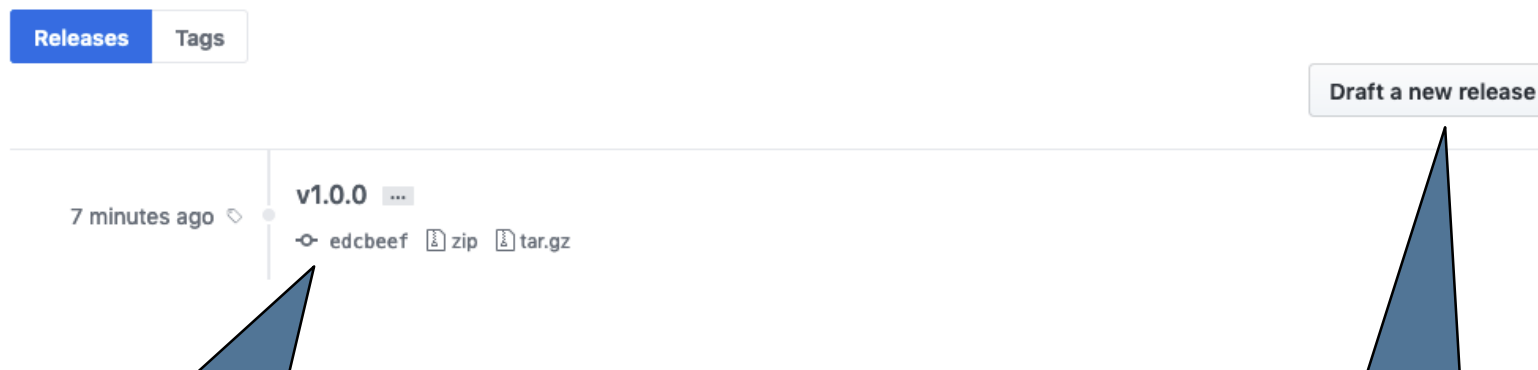 Releases Tags
Draft a new release
v1.0.0 ...
7 minutes ago
edcbeef zip tar.gz